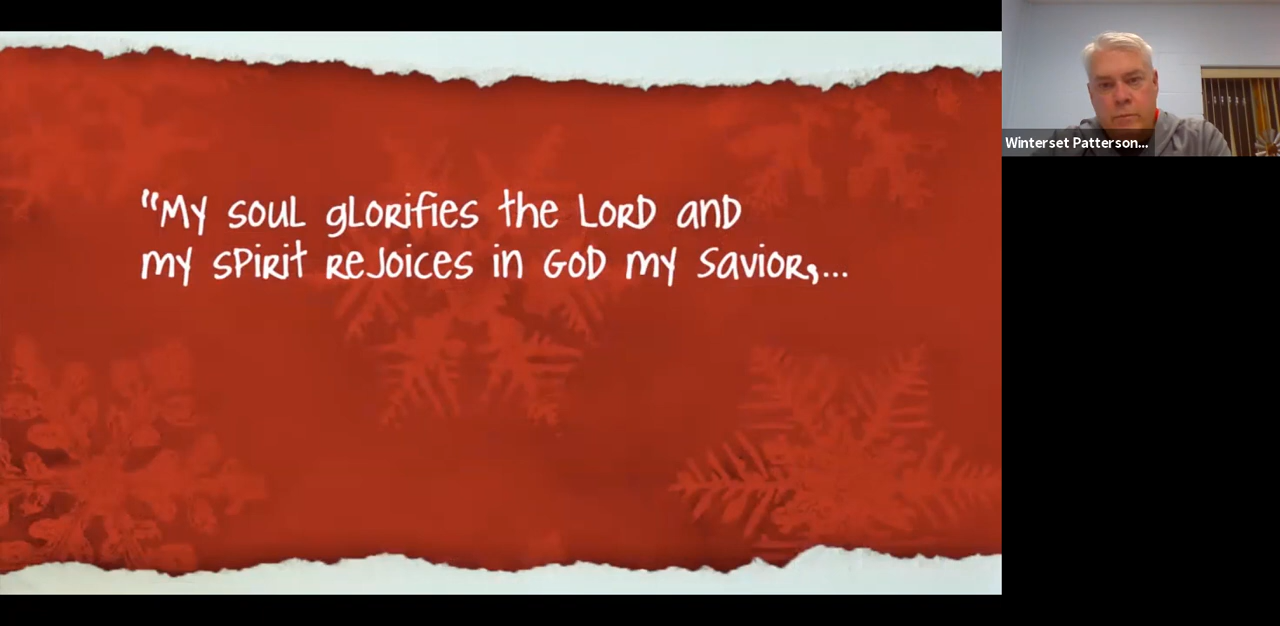 "My soul glorifies the Lord and
my spirit rejoices in God my Savior,...
Winterset Patterson...